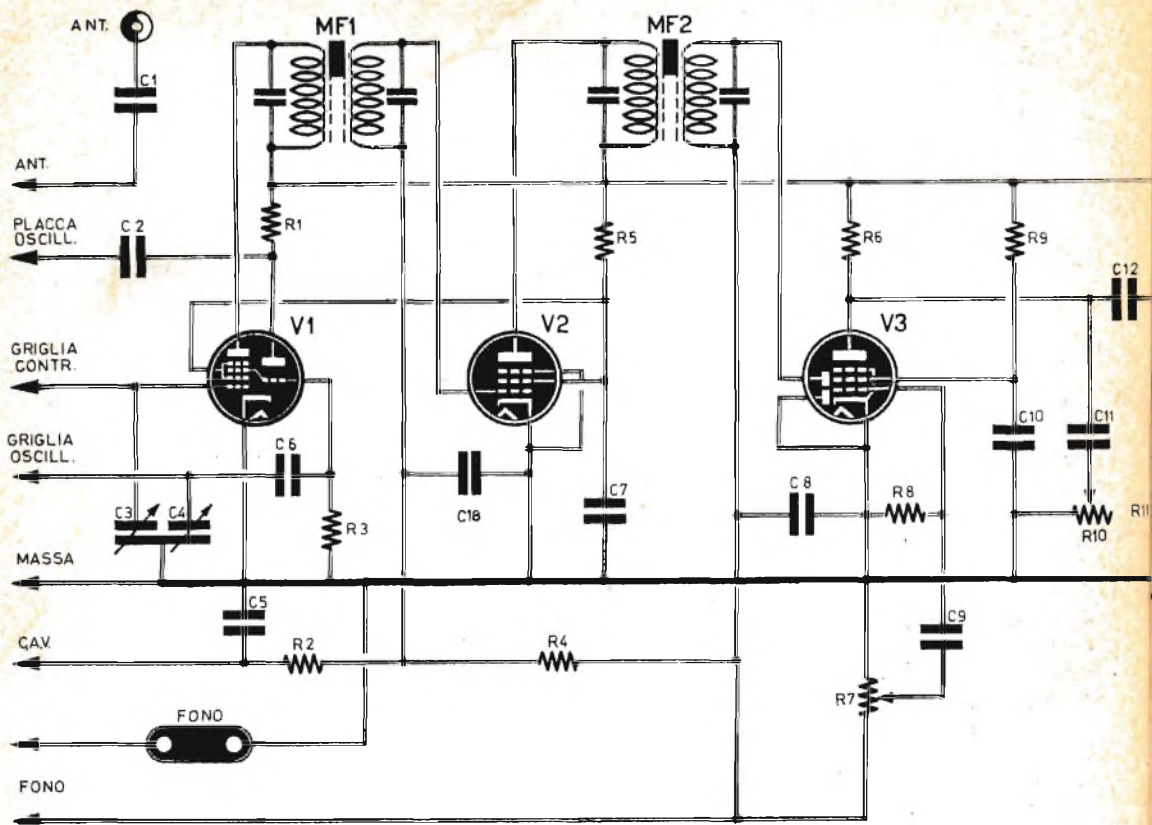 ANT.
MF1
MF2
C1
ANT.
PLACCA
OSCILL.
C2
R1
R5
R6
R9
C12
V1
V2
V3
GRIGLIA
CONTR.
GRIGLIA
OSCILL.
C6
C10
C11
C3
C4
R3
C18
C7
C8
R8
R10
R11
MASSA
C5
C9
C.A.V.
R2
R4
R7
FONO
FONO